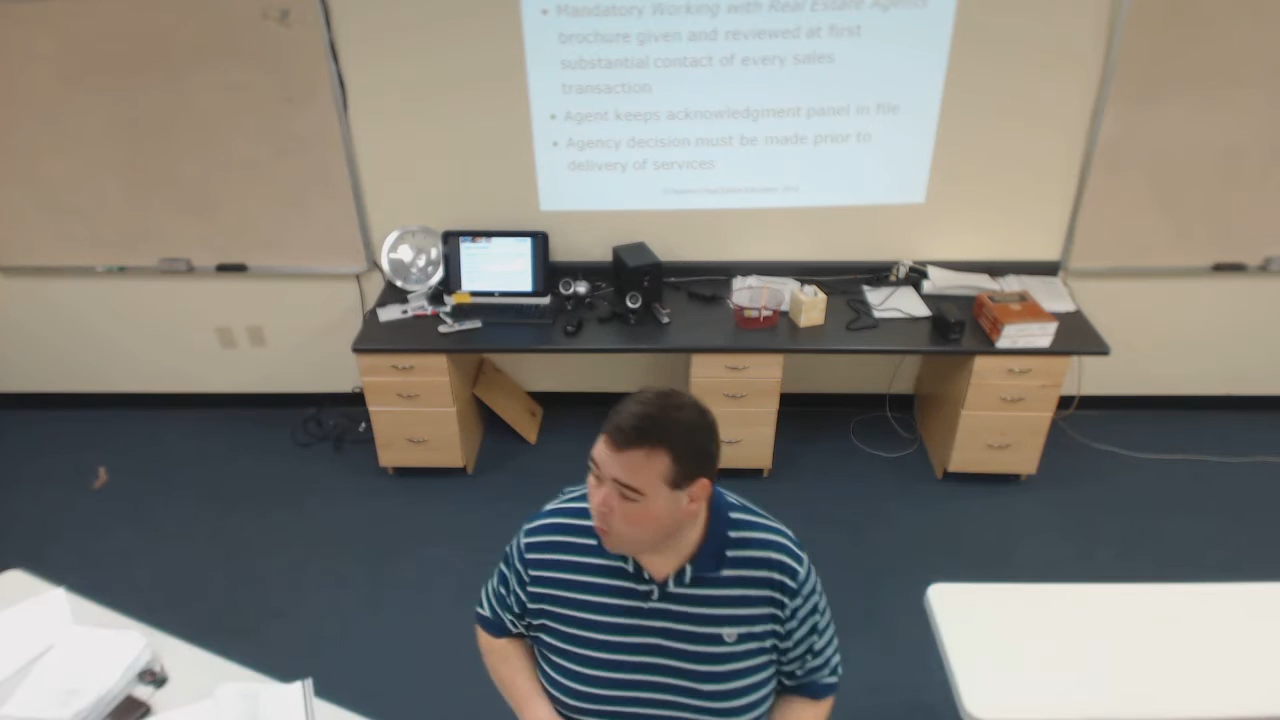 • Mandatory Working with Real Estate Agents
brochure given and reviewed at first
substantial contact of every sales
transaction
• Agent keeps acknowledgment panel in file
• Agency decision must be made prior to
delivery of services